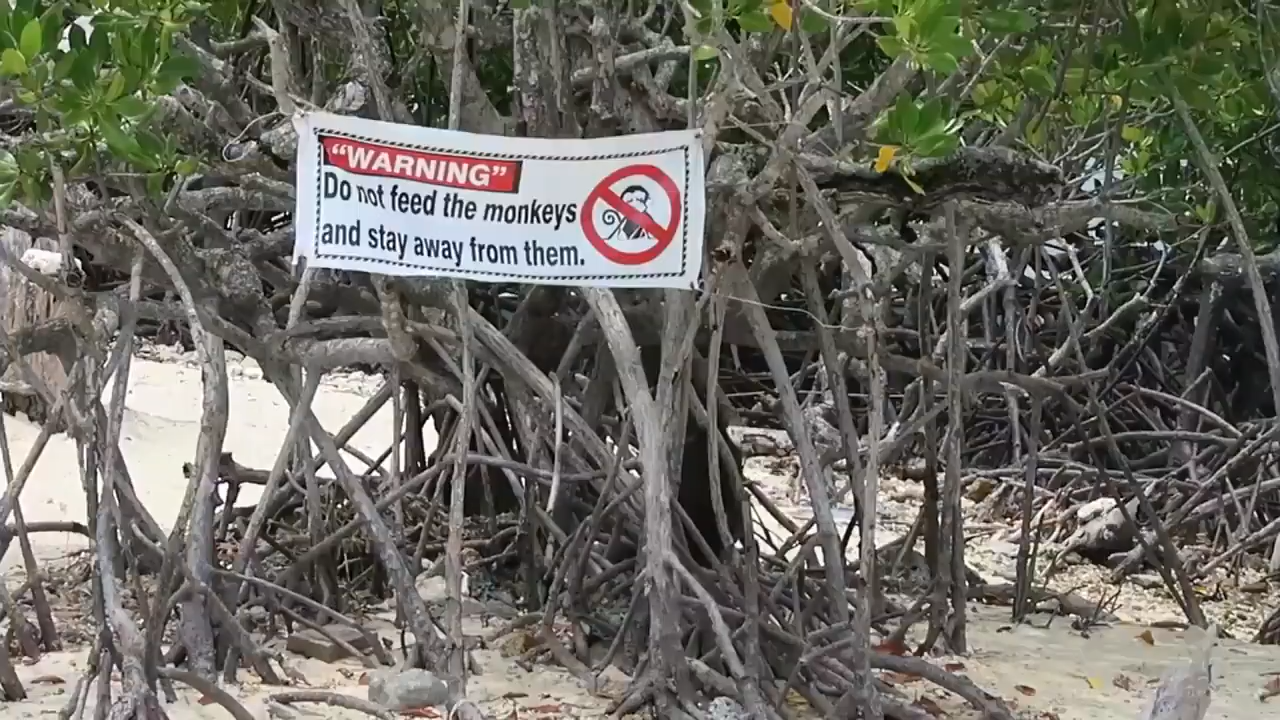 “WARNING”
Do not feed the monkeys
and stay away from them.